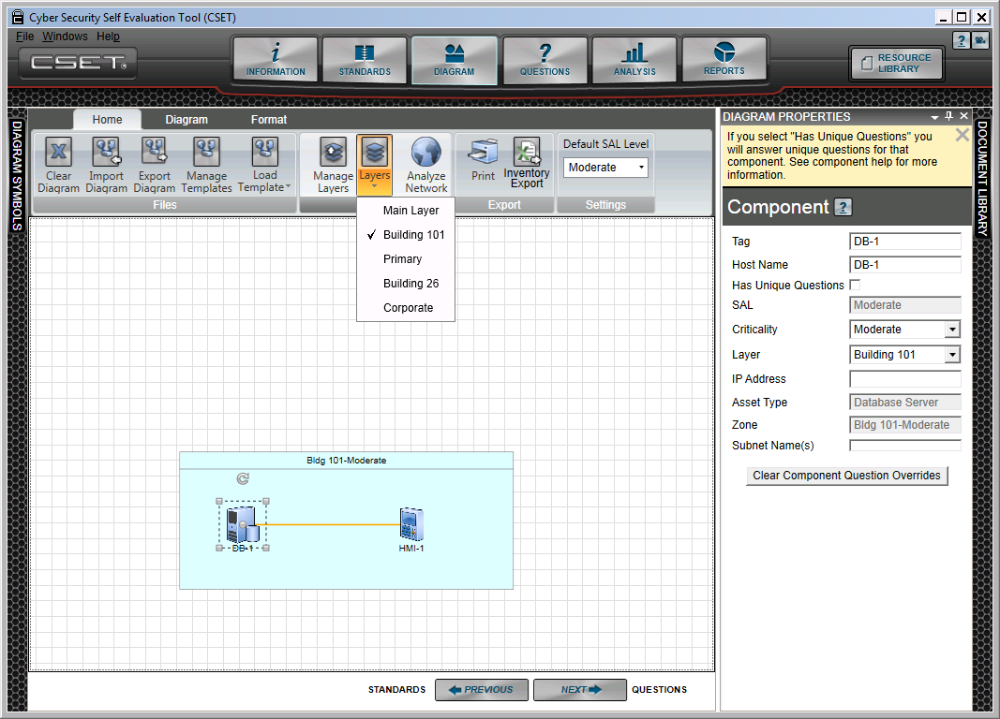 Cyber Security Self Evaluation Tool (CSET)
File Windows Help
CSET
INFORMATION
STANDARDS
DIAGRAM
?
QUESTIONS
ANALYSIS
REPORTS
?
RESOURCE
LIBRARY
DIAGRAM SYMBOLS
Home Diagram Format
Clear
Diagram
Import
Diagram
Export
Diagram
Manage
Templates
Load
Template
Files
Manage
Layers
Layers
Analyze
Network
Print
Inventory
Export
Export
Default SAL Level
Moderate
Settings
Main Layer
Building 101
Primary
Building 26
Corporate
Bldg 101-Moderate
DB-1
HMI-1
STANDARDS
PREVIOUS
NEXT
QUESTIONS
DIAGRAM PROPERTIES
If you select "Has Unique Questions" you
will answer unique questions for that
component. See component help for more
information.
Component ?
Tag DB-1
Host Name DB-1
Has Unique Questions
SAL Moderate
Criticality Moderate
Layer Building 101
IP Address
Asset Type Database Server
Zone Bldg 101-Moderate
Subnet Name(s)
Clear Component Question Overrides
DOCUMENT LIBRARY